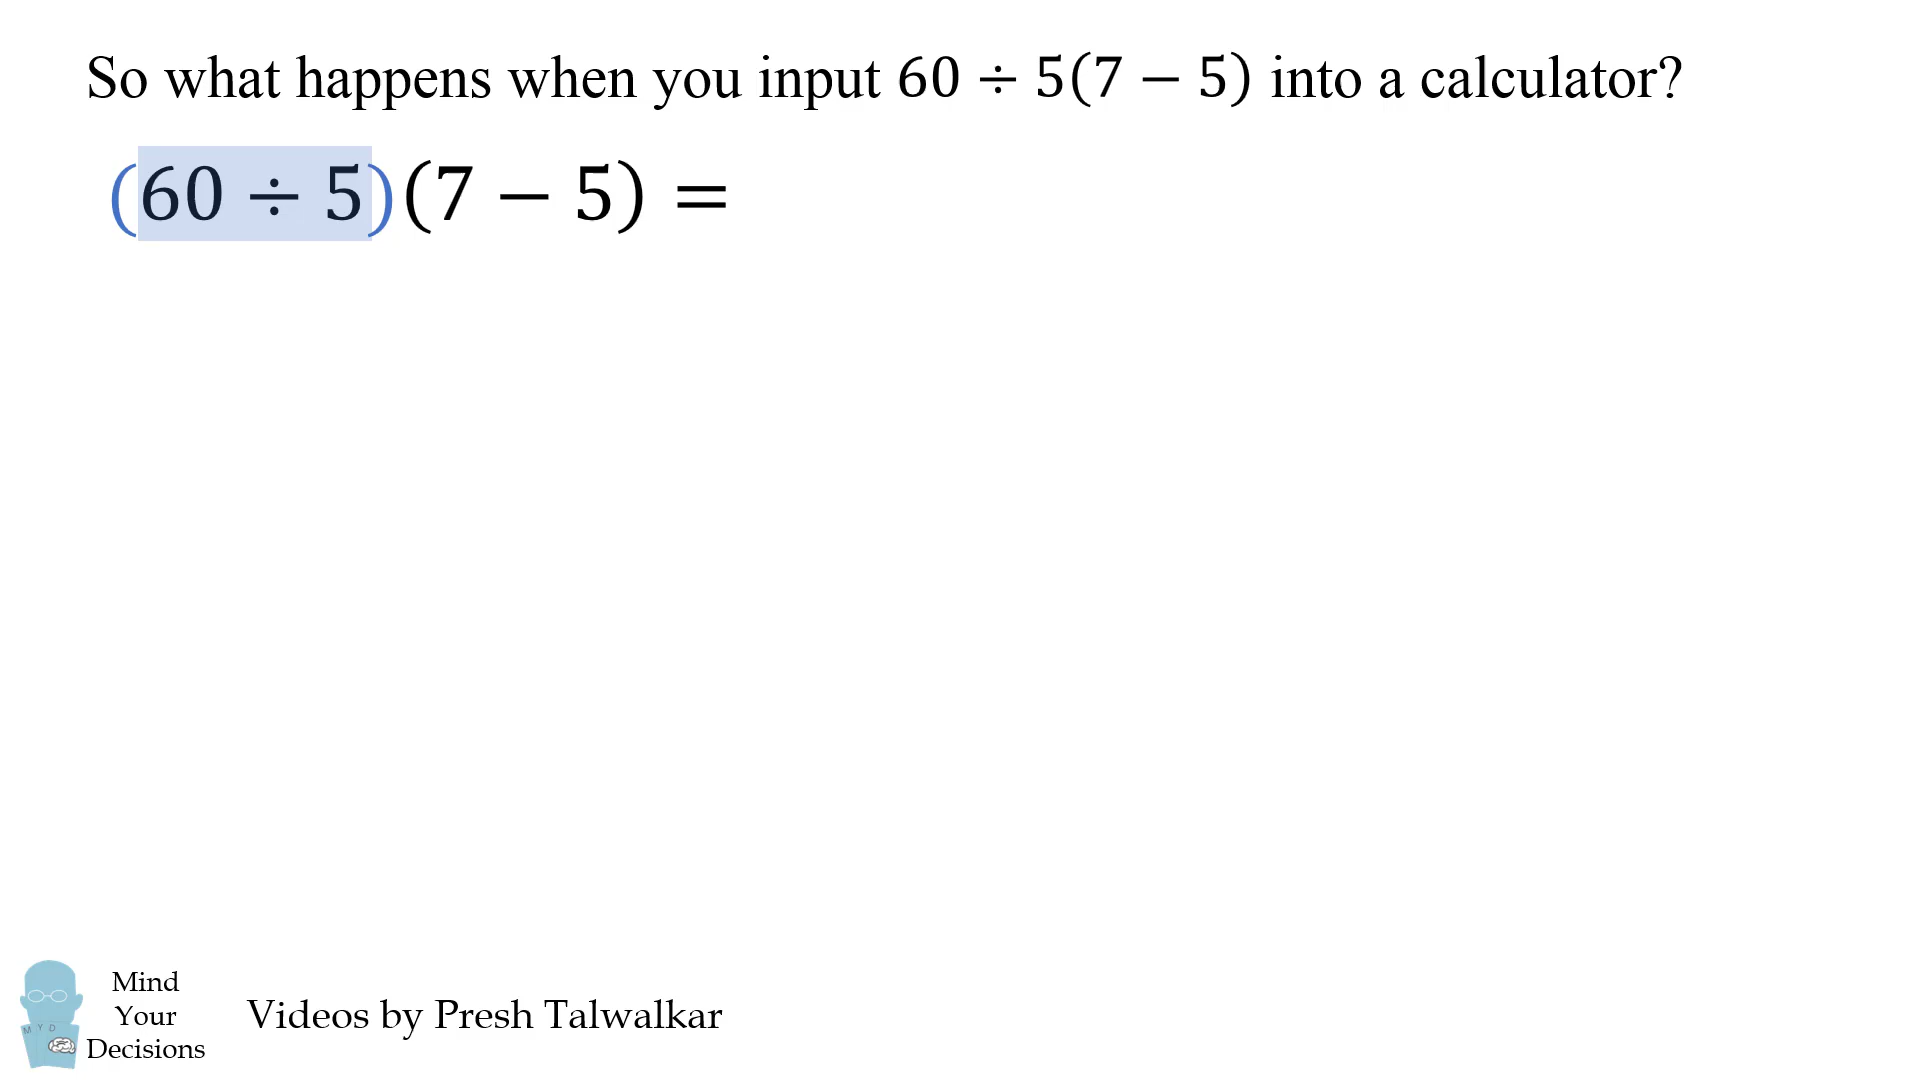 So what happens when you input 60 ÷ 5(7 − 5) into a calculator?
(60 ÷ 5)(7 − 5) =
Mind
Your
Decisions
M Y D
Videos by Presh Talwalkar